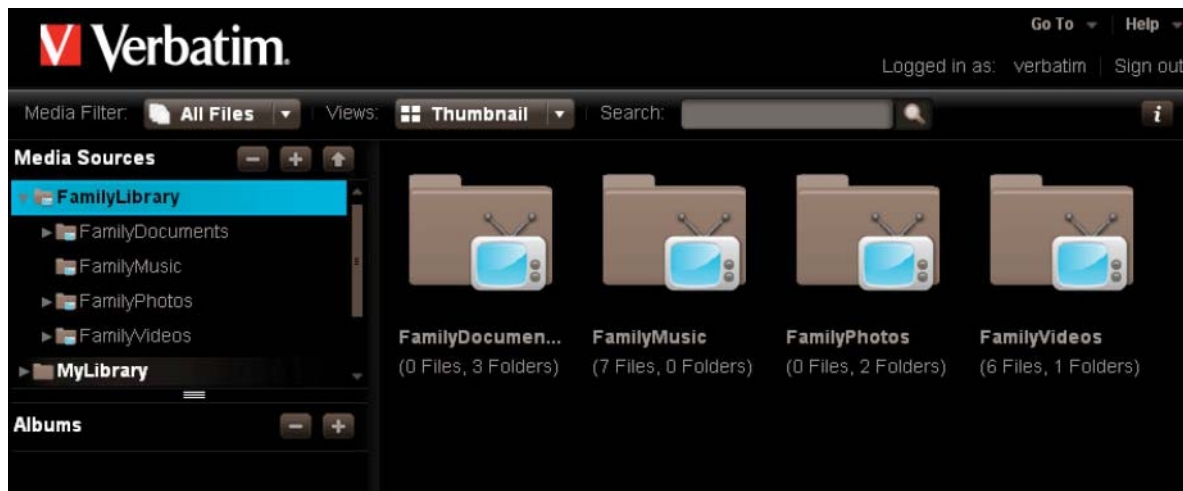 Verbatim.
Go To Help
Logged in as: verbatim Sign out
Media Filter: All Files Views: Thumbnail Search: i
Media Sources
FamilyLibrary
FamilyDocuments
FamilyMusic
FamilyPhotos
FamilyVideos
MyLibrary
Albums
FamilyDocumen... FamilyMusic FamilyPhotos FamilyVideos
(0 Files, 3 Folders) (7 Files, 0 Folders) (0 Files, 2 Folders) (6 Files, 1 Folders)